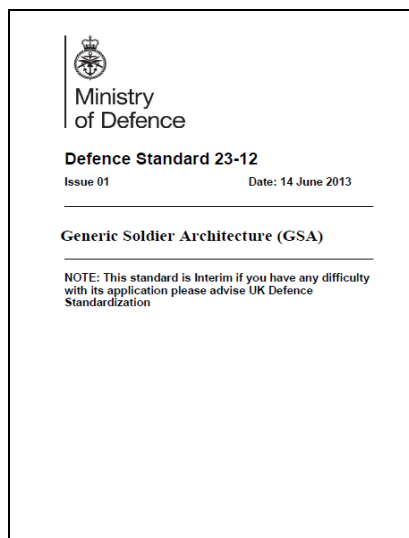 Ministry
of Defence
Defence Standard 23-12
Issue 01 Date: 14 June 2013
Generic Soldier Architecture (GSA)
NOTE: This standard is Interim if you have any difficulty
with its application please advise UK Defence
Standardization